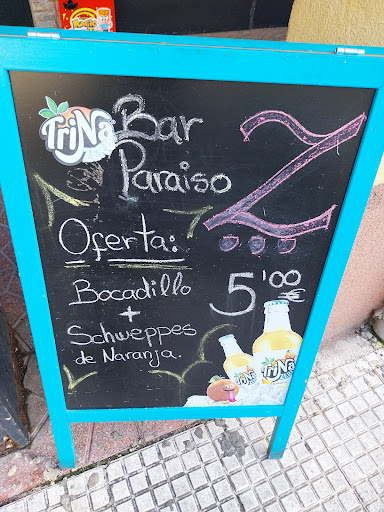 TriNa
Bar
Paraiso
Oferta:
Bocadillo
+
Schweppes
de Naranja.
5'00
€
TriNa